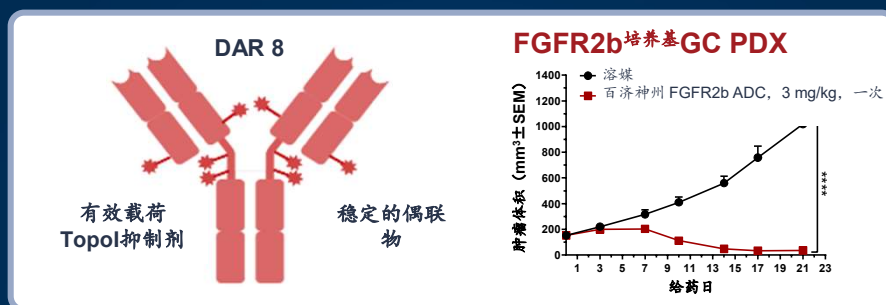 DAR 8
有效载荷
TopoI抑制剂
稳定的偶联
物
FGFR2b培养基GC PDX
溶媒
百济神州 FGFR2b ADC，3 mg/kg，一次
肿瘤体积（mm³±SEM）
1400
1200
1000
800
600
400
200
0
1 3 5 7 9 11 13 15 17 19 21 23
给药日
****